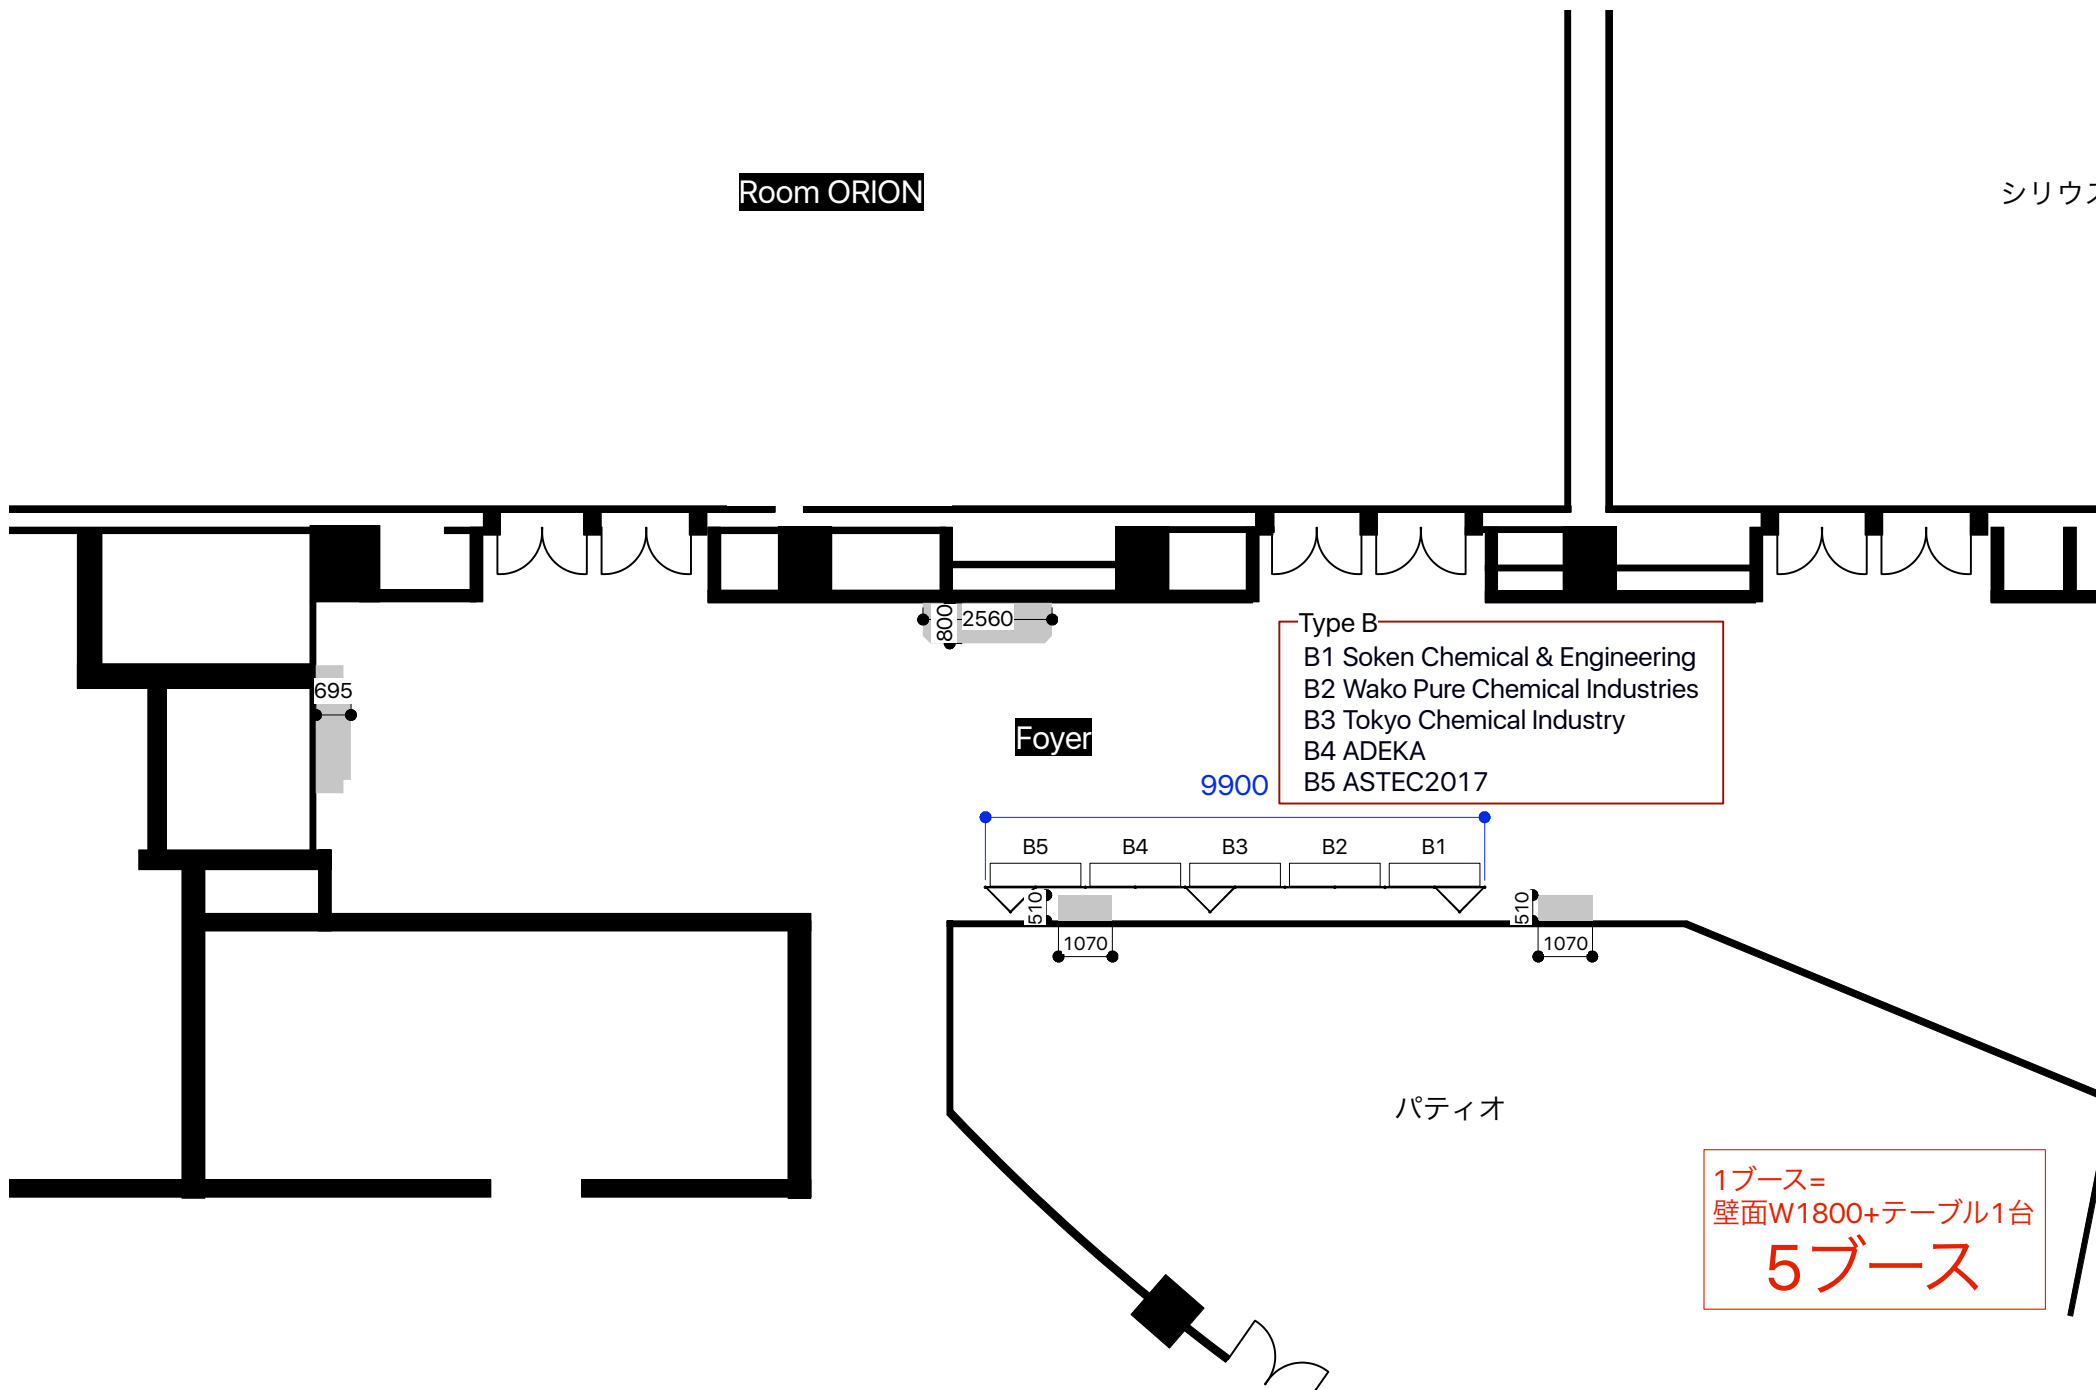 Room ORION
シリウス
800
2560
Type B
B1 Soken Chemical & Engineering
B2 Wako Pure Chemical Industries
B3 Tokyo Chemical Industry
B4 ADEKA
B5 ASTEC2017
695
Foyer
9900
B5
B4
B3
B2
B1
510
510
1070
1070
パティオ
1ブース=
壁面W1800+テーブル1台
5ブース